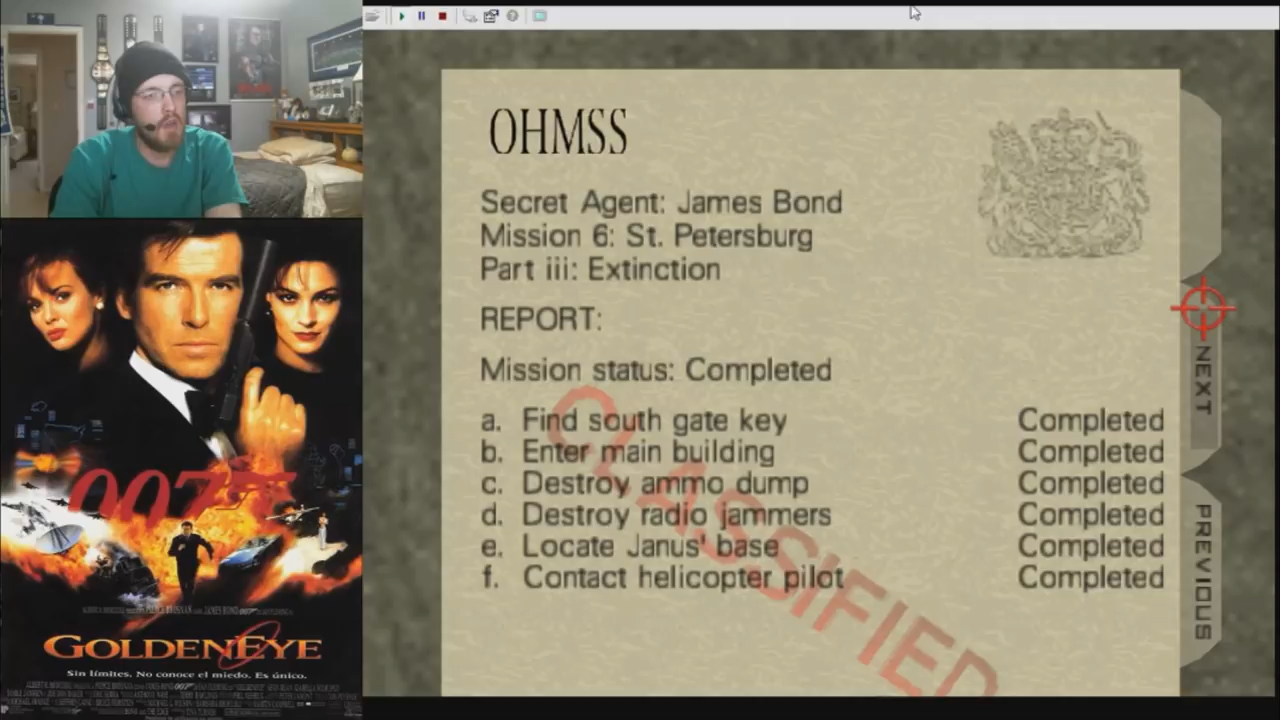 OHMSS
Secret Agent: James Bond
Mission 6: St. Petersburg
Part iii: Extinction
REPORT:
Mission status: Completed
a. Find south gate key Completed
b. Enter main building Completed
c. Destroy ammo dump Completed
d. Destroy radio jammers Completed
e. Locate Janus' base Completed
f. Contact helicopter pilot Completed
CLASSIFIED
NEXT
PREVIOUS
007
GOLDENEYE
Sin límites. No conoce el miedo. Es único.